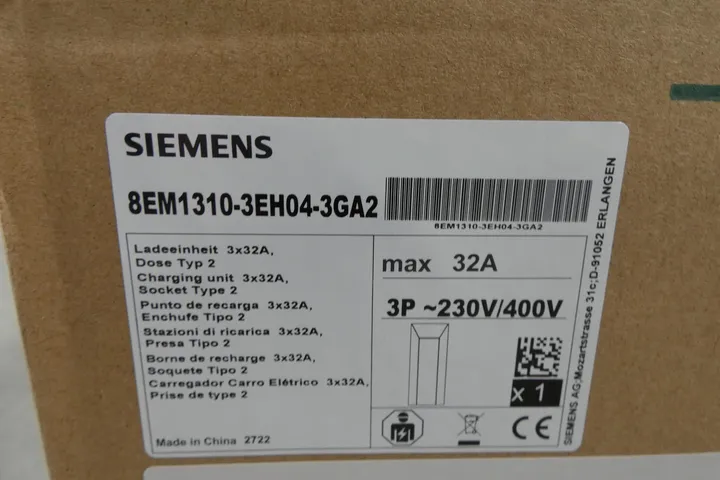 SIEMENS
8EM1310-3EH04-3GA2
8EM1310-3EH04-3GA2
Ladeeinheit 3x32A,
Dose Typ 2
Charging unit 3x32A,
Socket Type 2
Punto de recarga 3x32A,
Enchufe Tipo 2
Stazioni di ricarica 3x32A,
Presa Tipo 2
Borne de recharge 3x32A,
Soquete Tipo 2
Carregador Carro Elétrico 3x32A,
Prise de type 2
Made in China 2722
max 32A
3P ~230V/400V
x 1
CE
SIEMENS AG;Mozartstrasse 31c;D-91052 ERLANGEN